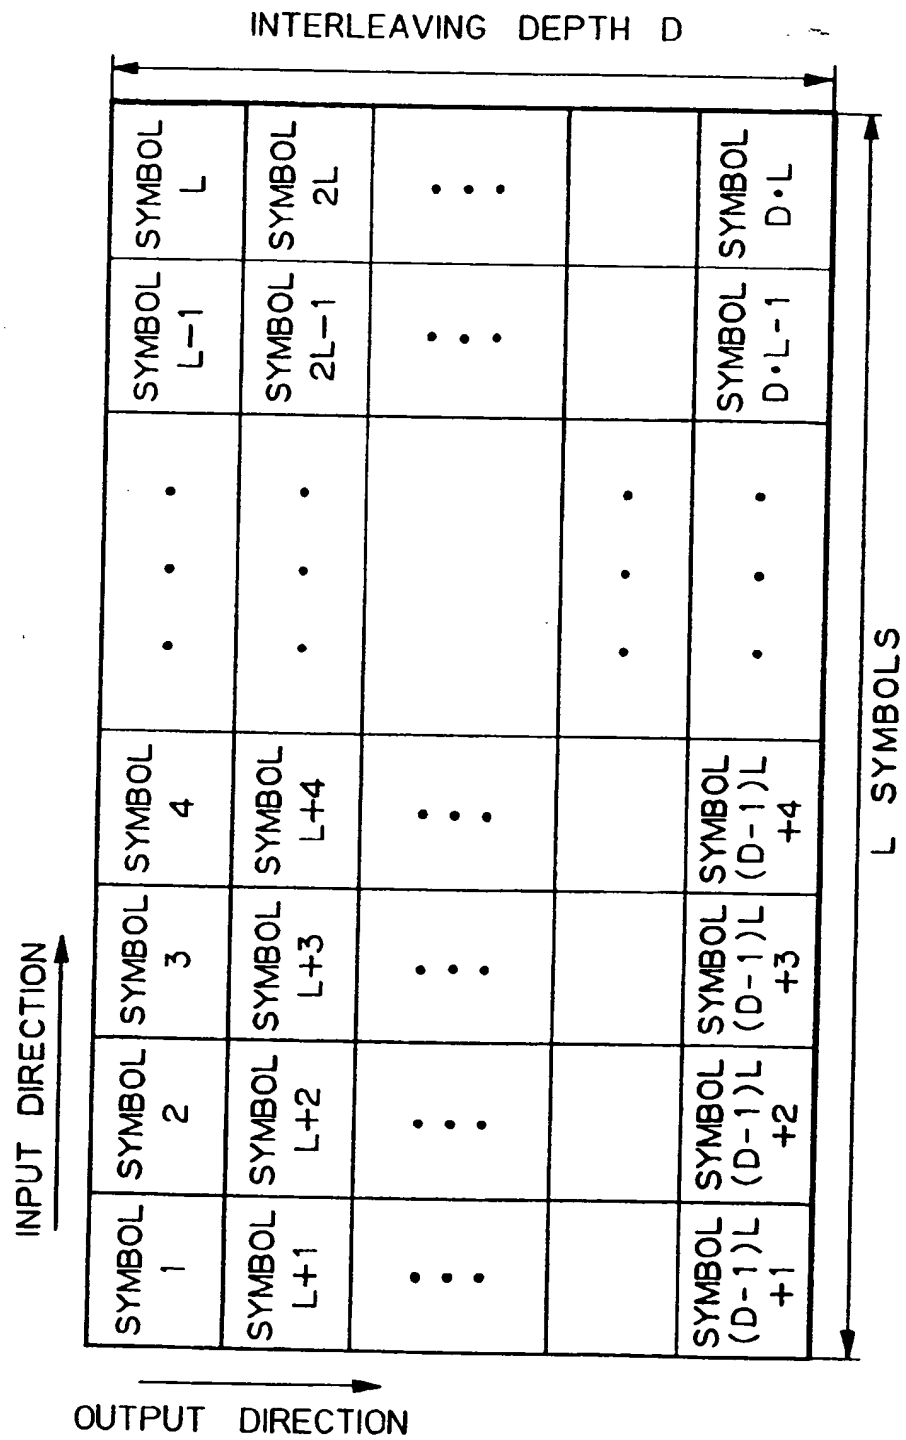 INTERLEAVING DEPTH D
SYMBOL
L
SYMBOL
2L
SYMBOL
D·L
SYMBOL
L-1
SYMBOL
2L-1
SYMBOL
D·L-1
SYMBOL
4
SYMBOL
L+4
SYMBOL
(D-1)L
+4
SYMBOL
3
SYMBOL
L+3
SYMBOL
(D-1)L
+3
SYMBOL
2
SYMBOL
L+2
SYMBOL
(D-1)L
+2
SYMBOL
1
SYMBOL
L+1
SYMBOL
(D-1)L
+1
L SYMBOLS
INPUT DIRECTION
OUTPUT DIRECTION